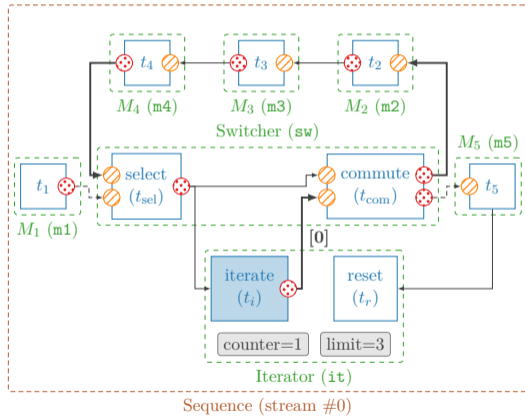 t4 t3 t2
M4 (m4) M3 (m3) M2 (m2)
Switcher (sw)
M5 (m5)
t1
select
(tsel)
commute
(tcom)
t5
M1 (m1)
[0]
iterate
(ti)
reset
(tr)
counter=1 limit=3
Iterator (it)
Sequence (stream #0)